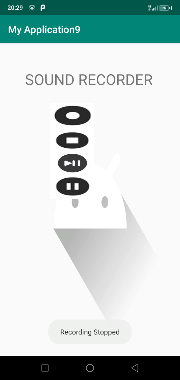 20:29
My Application9
SOUND RECORDER
Recording Stopped